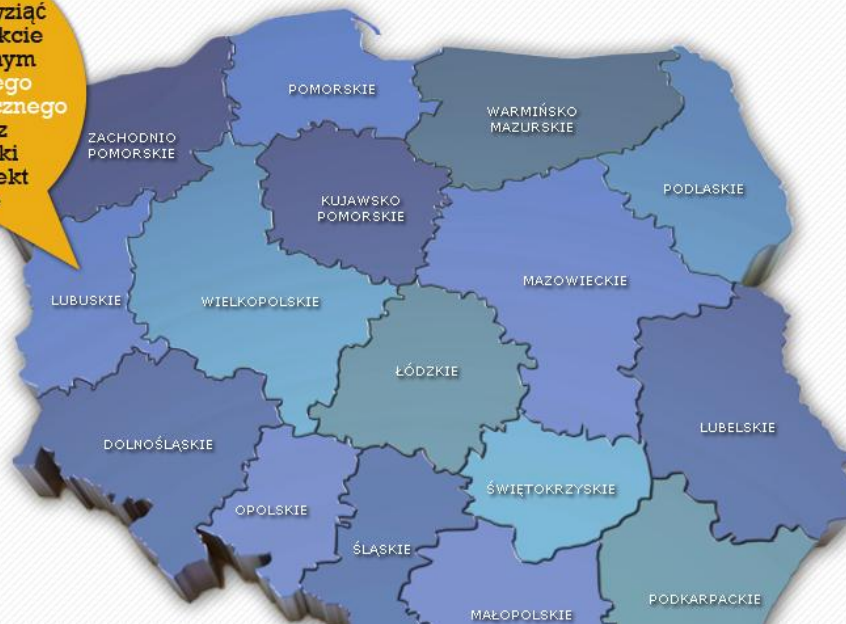 POMORSKIE
WARMIŃSKO
MAZURSKIE
ZACHODNIO
POMORSKIE
PODLASKIE
KUJAWSKO
POMORSKIE
MAZOWIECKIE
LUBUSKIE
WIELKOPOLSKIE
ŁÓDZKIE
LUBELSKIE
DOLNOŚLĄSKIE
ŚWIĘTOKRZYSKIE
OPOLSKIE
ŚLĄSKIE
PODKARPACKIE
MAŁOPOLSKIE